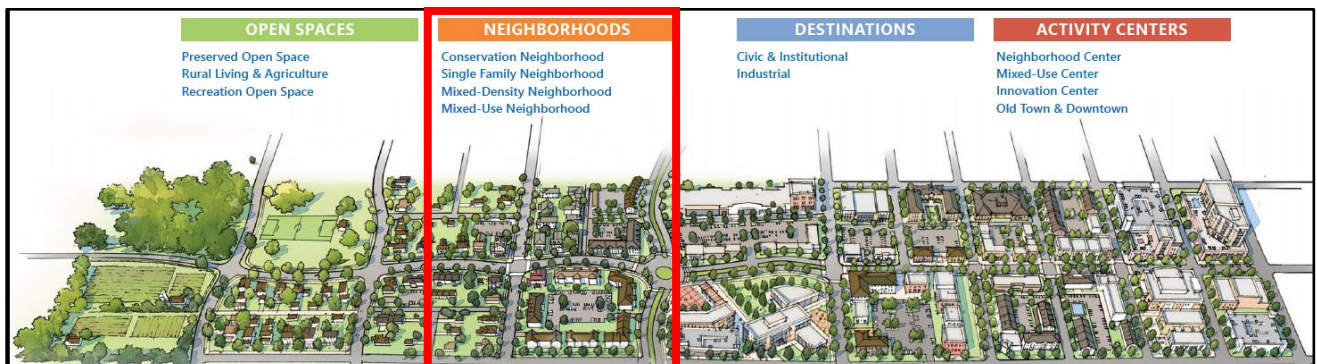 OPEN SPACES
Preserved Open Space
Rural Living & Agriculture
Recreation Open Space
NEIGHBORHOODS
Conservation Neighborhood
Single Family Neighborhood
Mixed-Density Neighborhood
Mixed-Use Neighborhood
DESTINATIONS
Civic & Institutional
Industrial
ACTIVITY CENTERS
Neighborhood Center
Mixed-Use Center
Innovation Center
Old Town & Downtown